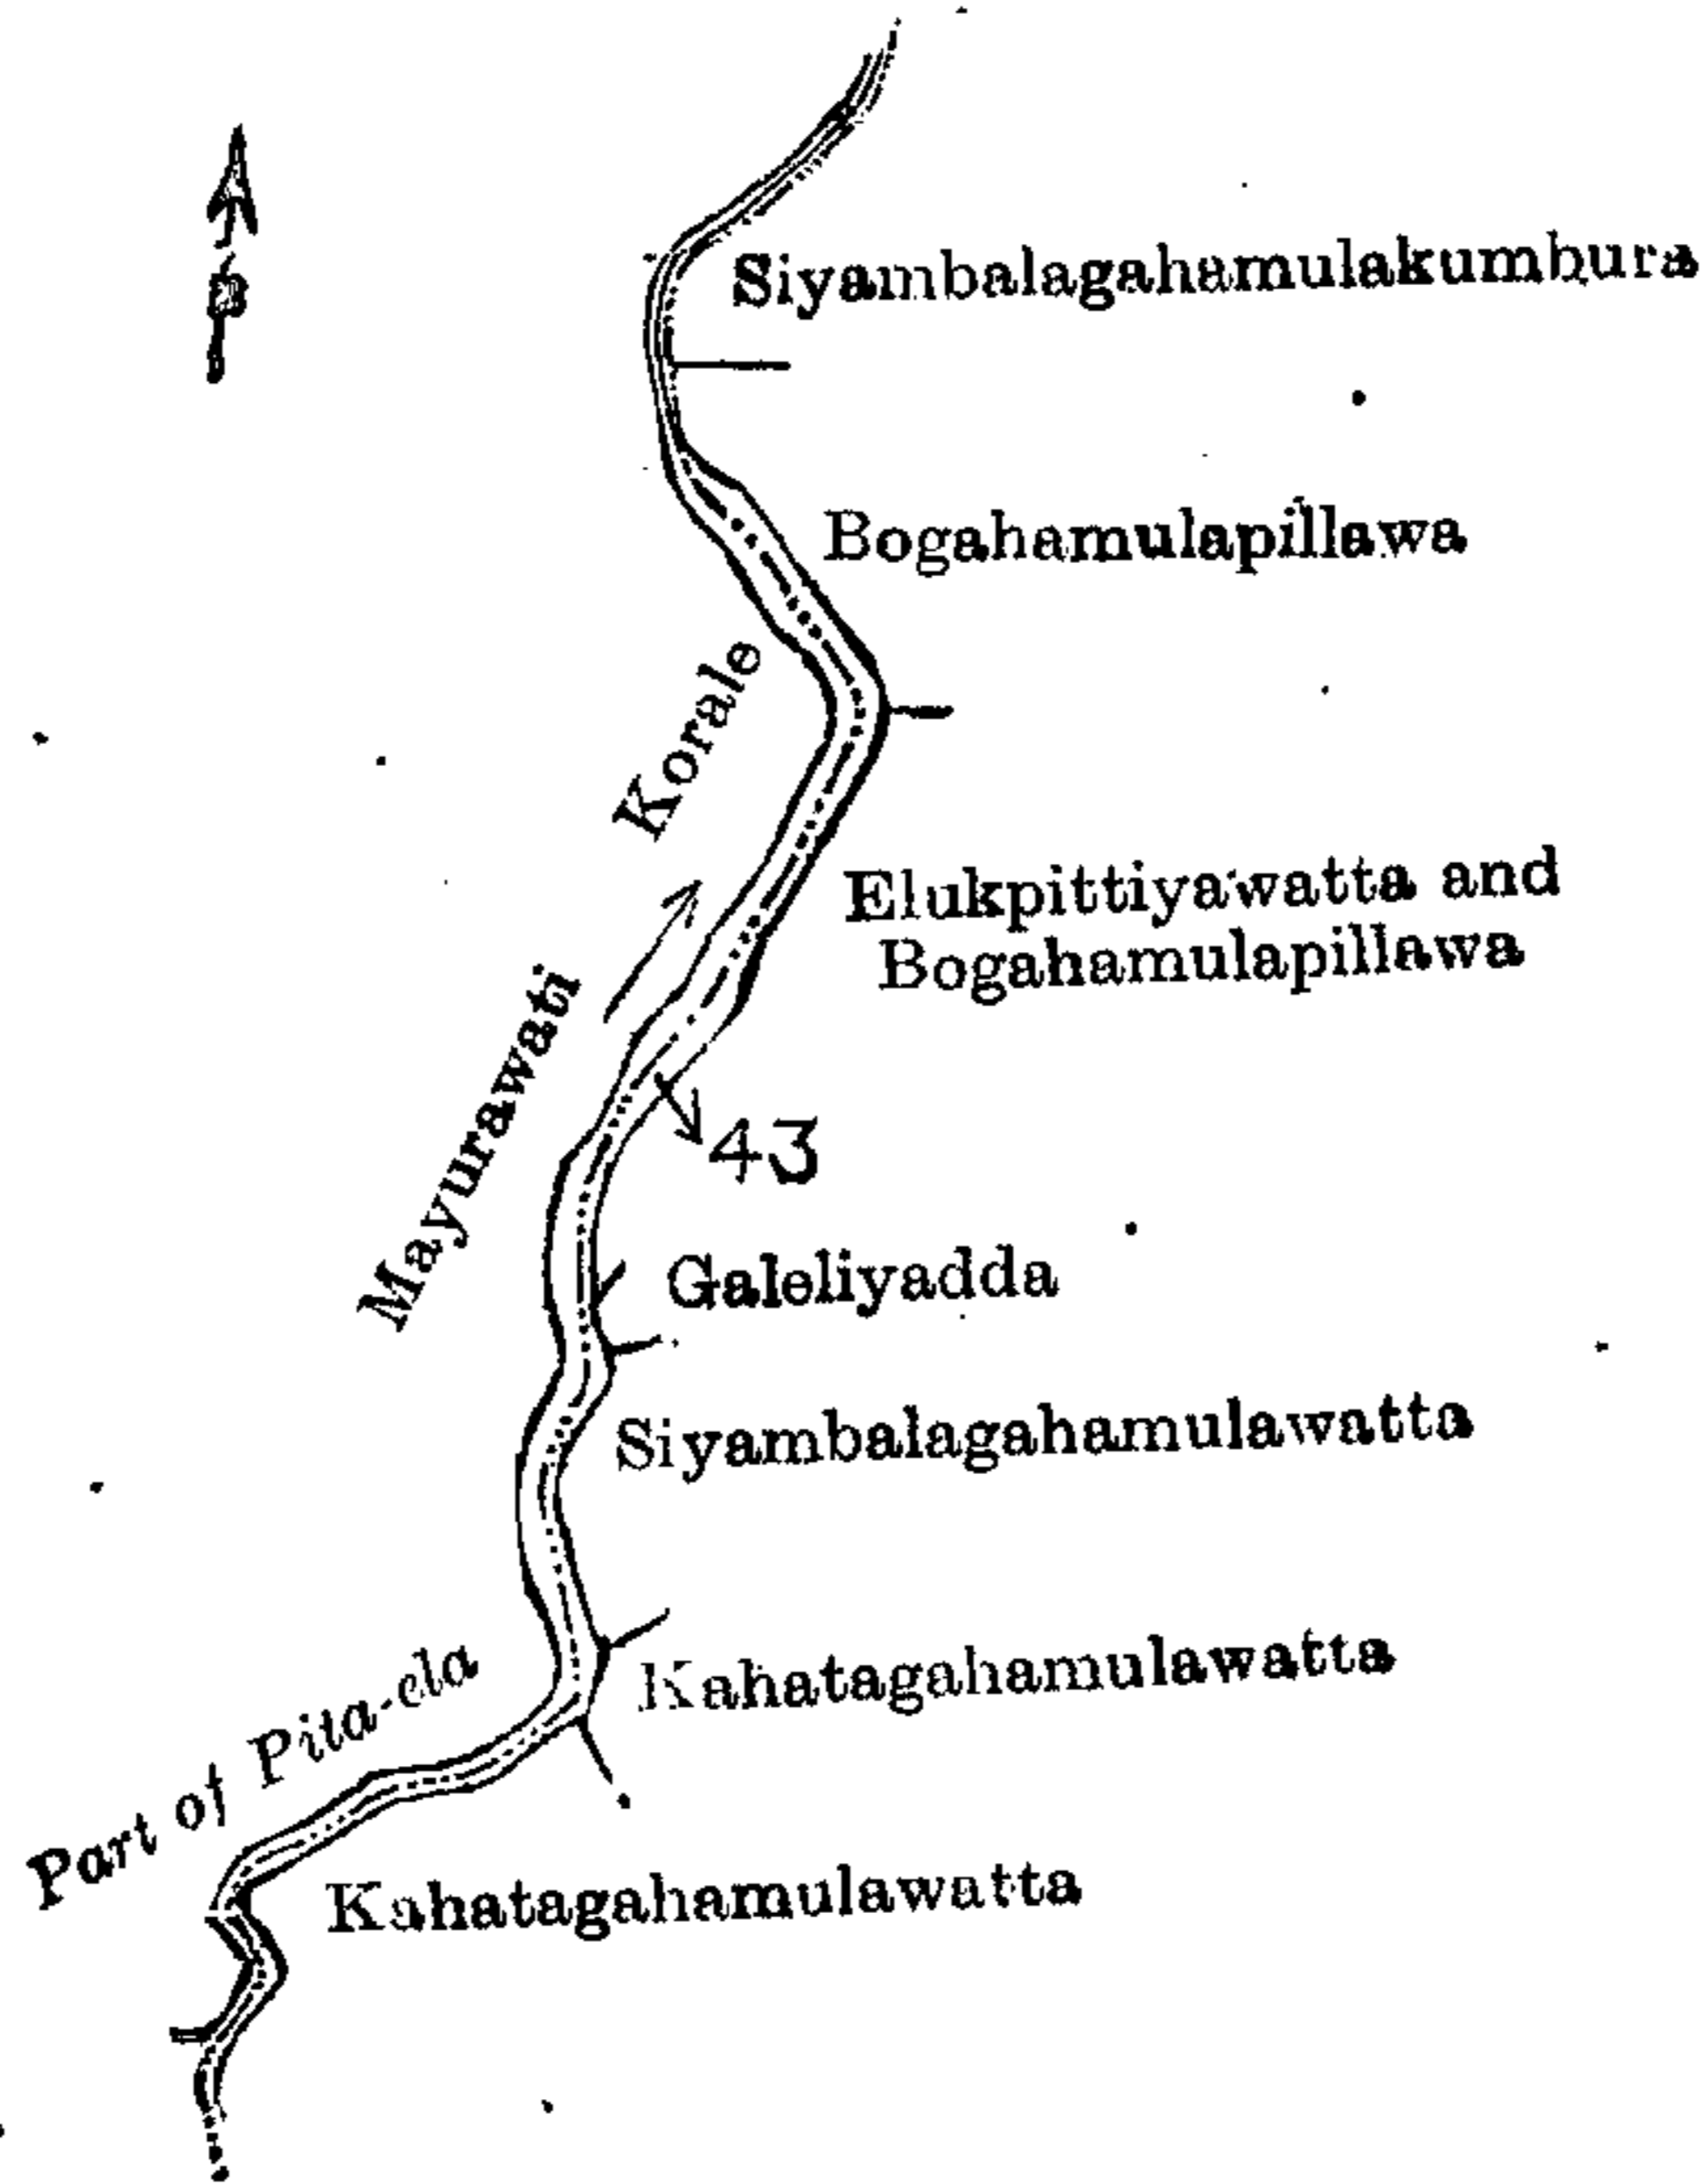 Siyambalagahamulakumbura
Bogahamulapillawa
Korale
Elukpittiyawatta and
Bogahamulapillawa
Mayurawati
43
Galeliyadda
Siyambalagahamulawatta
Kahatagahamulawatta
Part of Pita-ela
Kahatagahamulawatta